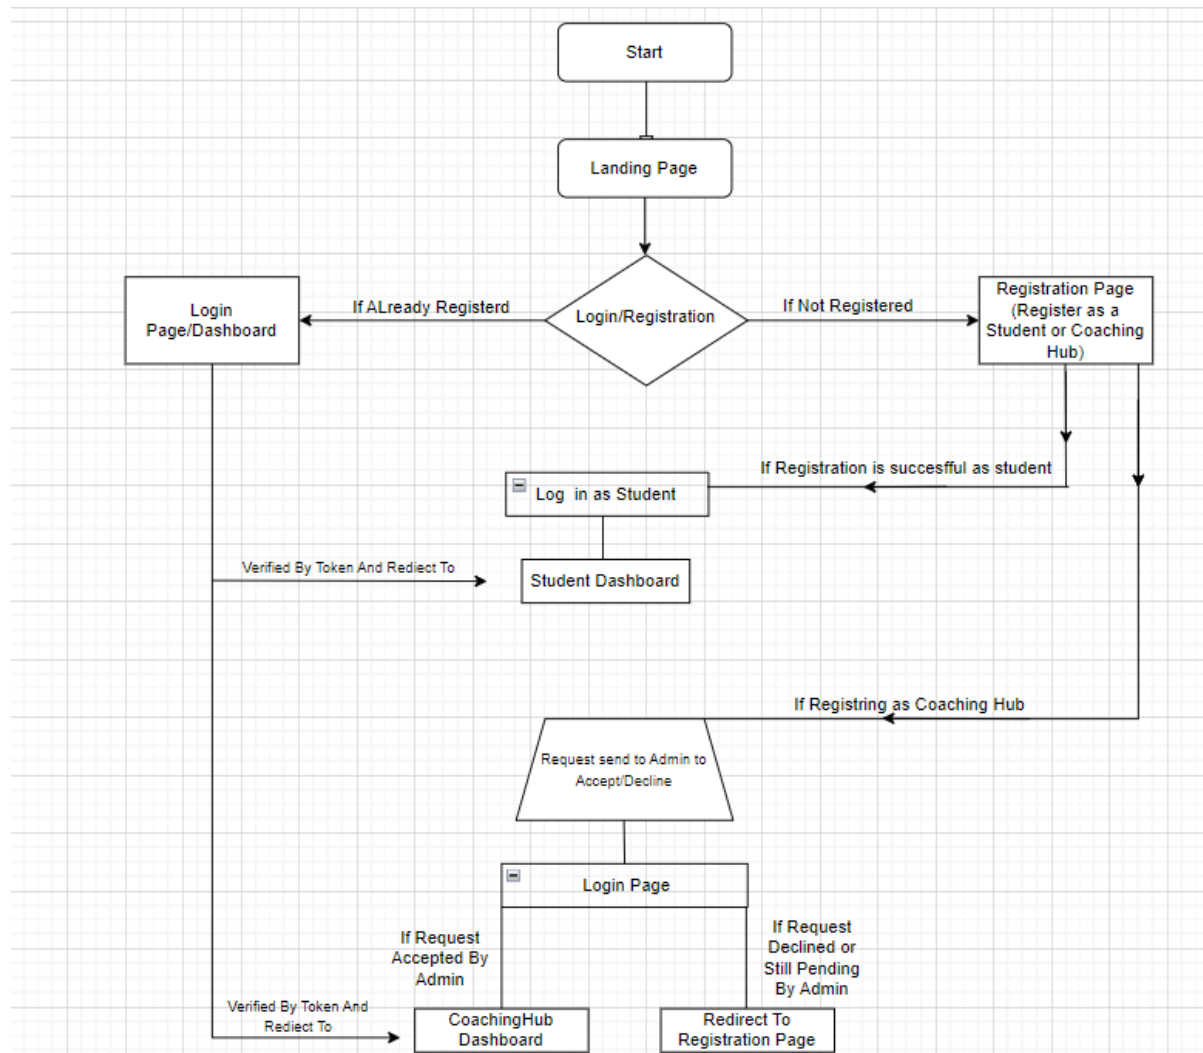 Start
Landing Page
Login/Registration
If ALready Registerd
Login
Page/Dashboard
If Not Registered
Registration Page
(Register as a
Student or Coaching
Hub)
If Registration is succesfful as student
Log in as Student
Verified By Token And Rediect To
Student Dashboard
If Registring as Coaching Hub
Request send to Admin to
Accept/Decline
Login Page
If Request
Accepted By
Admin
If Request
Declined or
Still Pending
By Admin
Verified By Token And
Rediect To
CoachingHub
Dashboard
Redirect To
Registration Page